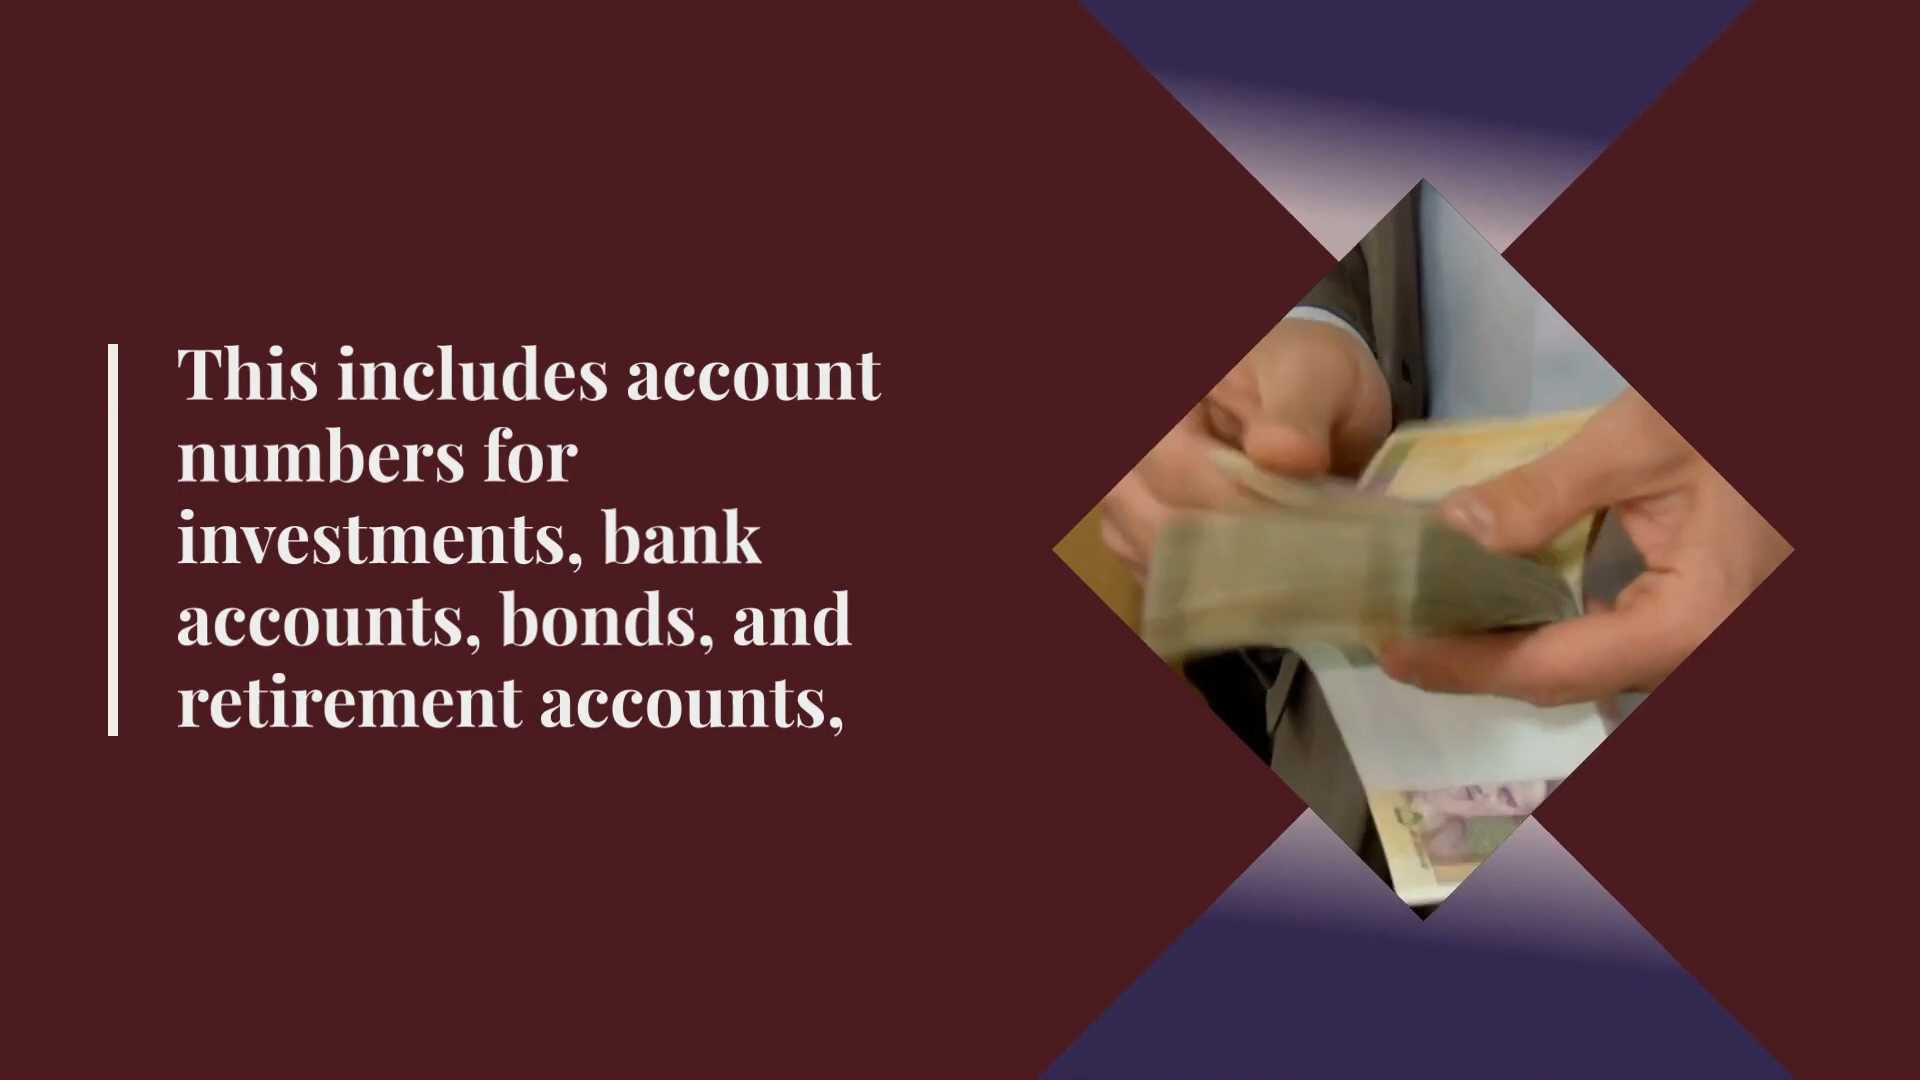 This includes account
numbers for
investments, bank
accounts, bonds, and
retirement accounts,